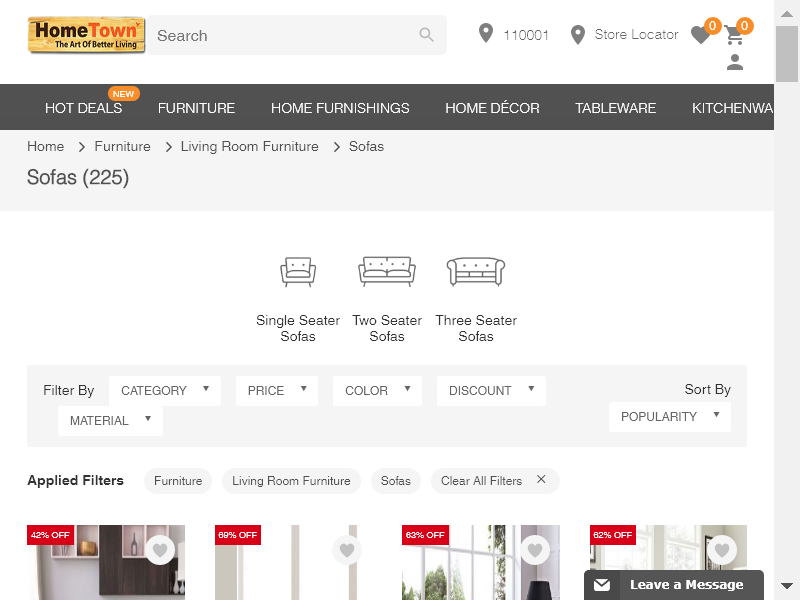 HomeTown
The Art Of Better Living
Search
110001
Store Locator
0
0
NEW
HOT DEALS
FURNITURE
HOME FURNISHINGS
HOME DÉCOR
TABLEWARE
KITCHENWA
Home
Furniture
Living Room Furniture
Sofas
Sofas (225)
Single Seater
Sofas
Two Seater
Sofas
Three Seater
Sofas
Filter By
CATEGORY
PRICE
COLOR
DISCOUNT
MATERIAL
Sort By
POPULARITY
Applied Filters
Furniture
Living Room Furniture
Sofas
Clear All Filters
42% OFF
69% OFF
63% OFF
62% OFF
Leave a Message